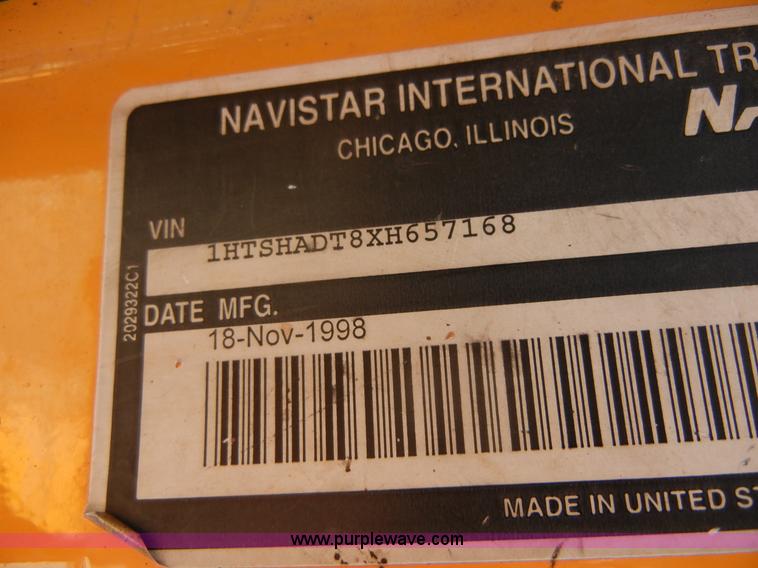 NAVISTAR INTERNATIONAL TR
NA
CHICAGO, ILLINOIS
VIN
1HTSHADT8XH657168
2029322C1
DATE MFG.
18-Nov-1998
MADE IN UNITED ST
www.purplewave.com